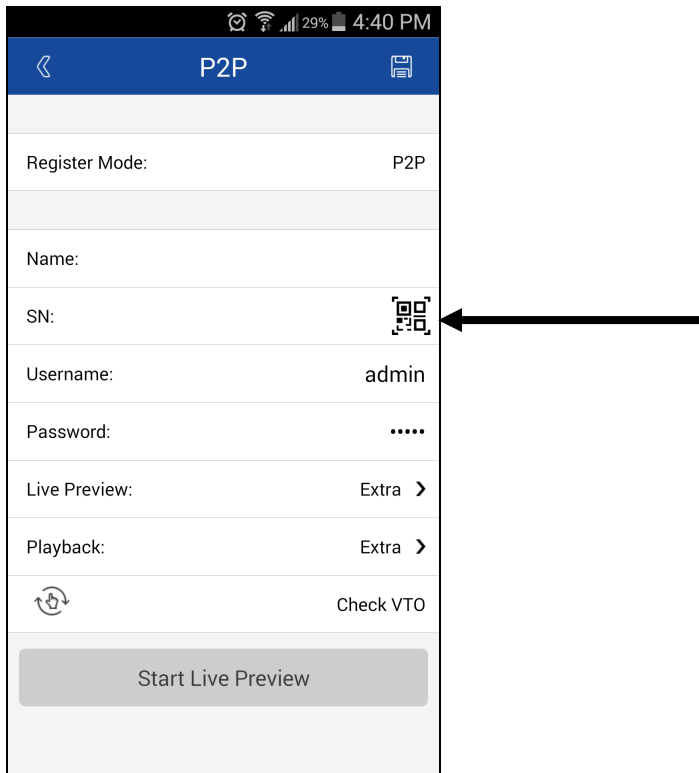 29% 4:40 PM
P2P
Register Mode: P2P
Name:
SN:
Username: admin
Password: •••••
Live Preview: Extra
Playback: Extra
Check VTO
Start Live Preview